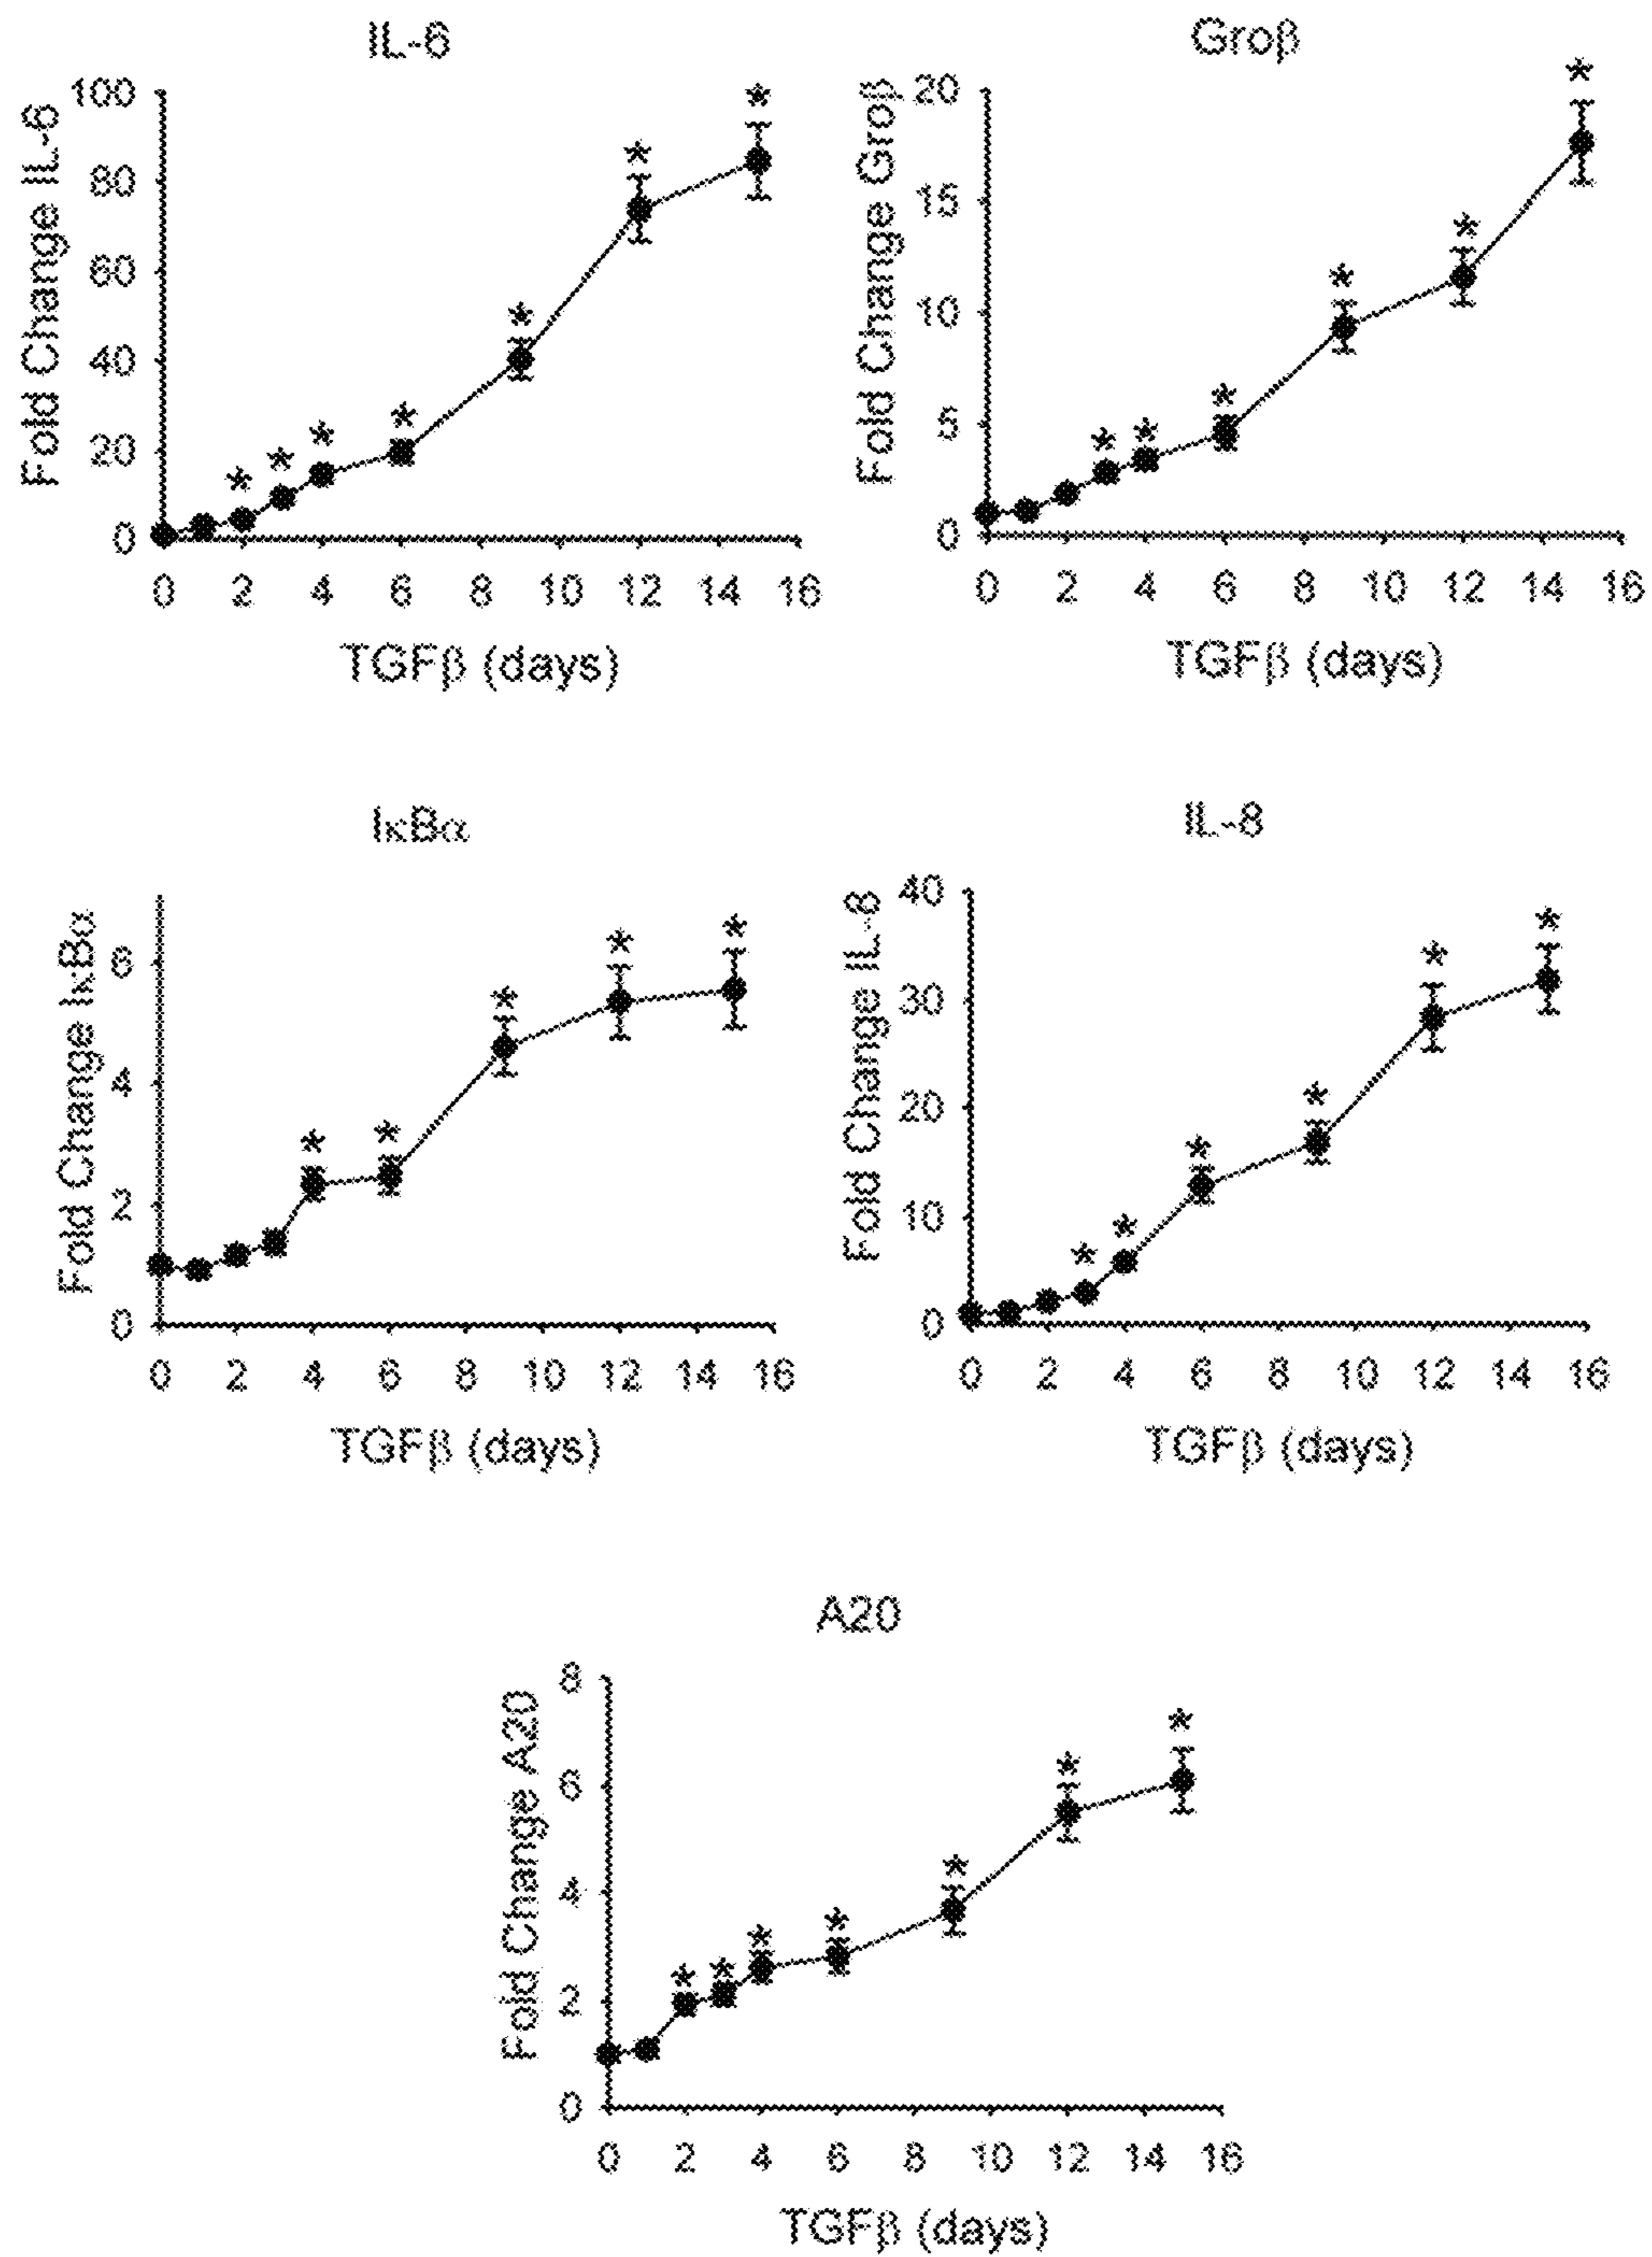 IL-6
Fold Change IL-6
100
80
60
40
20
0
* * * * * * *
0 2 4 6 8 10 12 14 16
TGFβ (days)
Groβ
Fold Change Groβ
20
15
10
5
0
* * * * * *
0 2 4 6 8 10 12 14 16
TGFβ (days)
IκBα
Fold Change IκBα
6
4
2
0
* * * * *
0 2 4 6 8 10 12 14 16
TGFβ (days)
IL-8
Fold Change IL-8
40
30
20
10
0
* * * * * *
0 2 4 6 8 10 12 14 16
TGFβ (days)
A20
Fold Change A20
8
6
4
2
0
* * * * * * *
0 2 4 6 8 10 12 14 16
TGFβ (days)